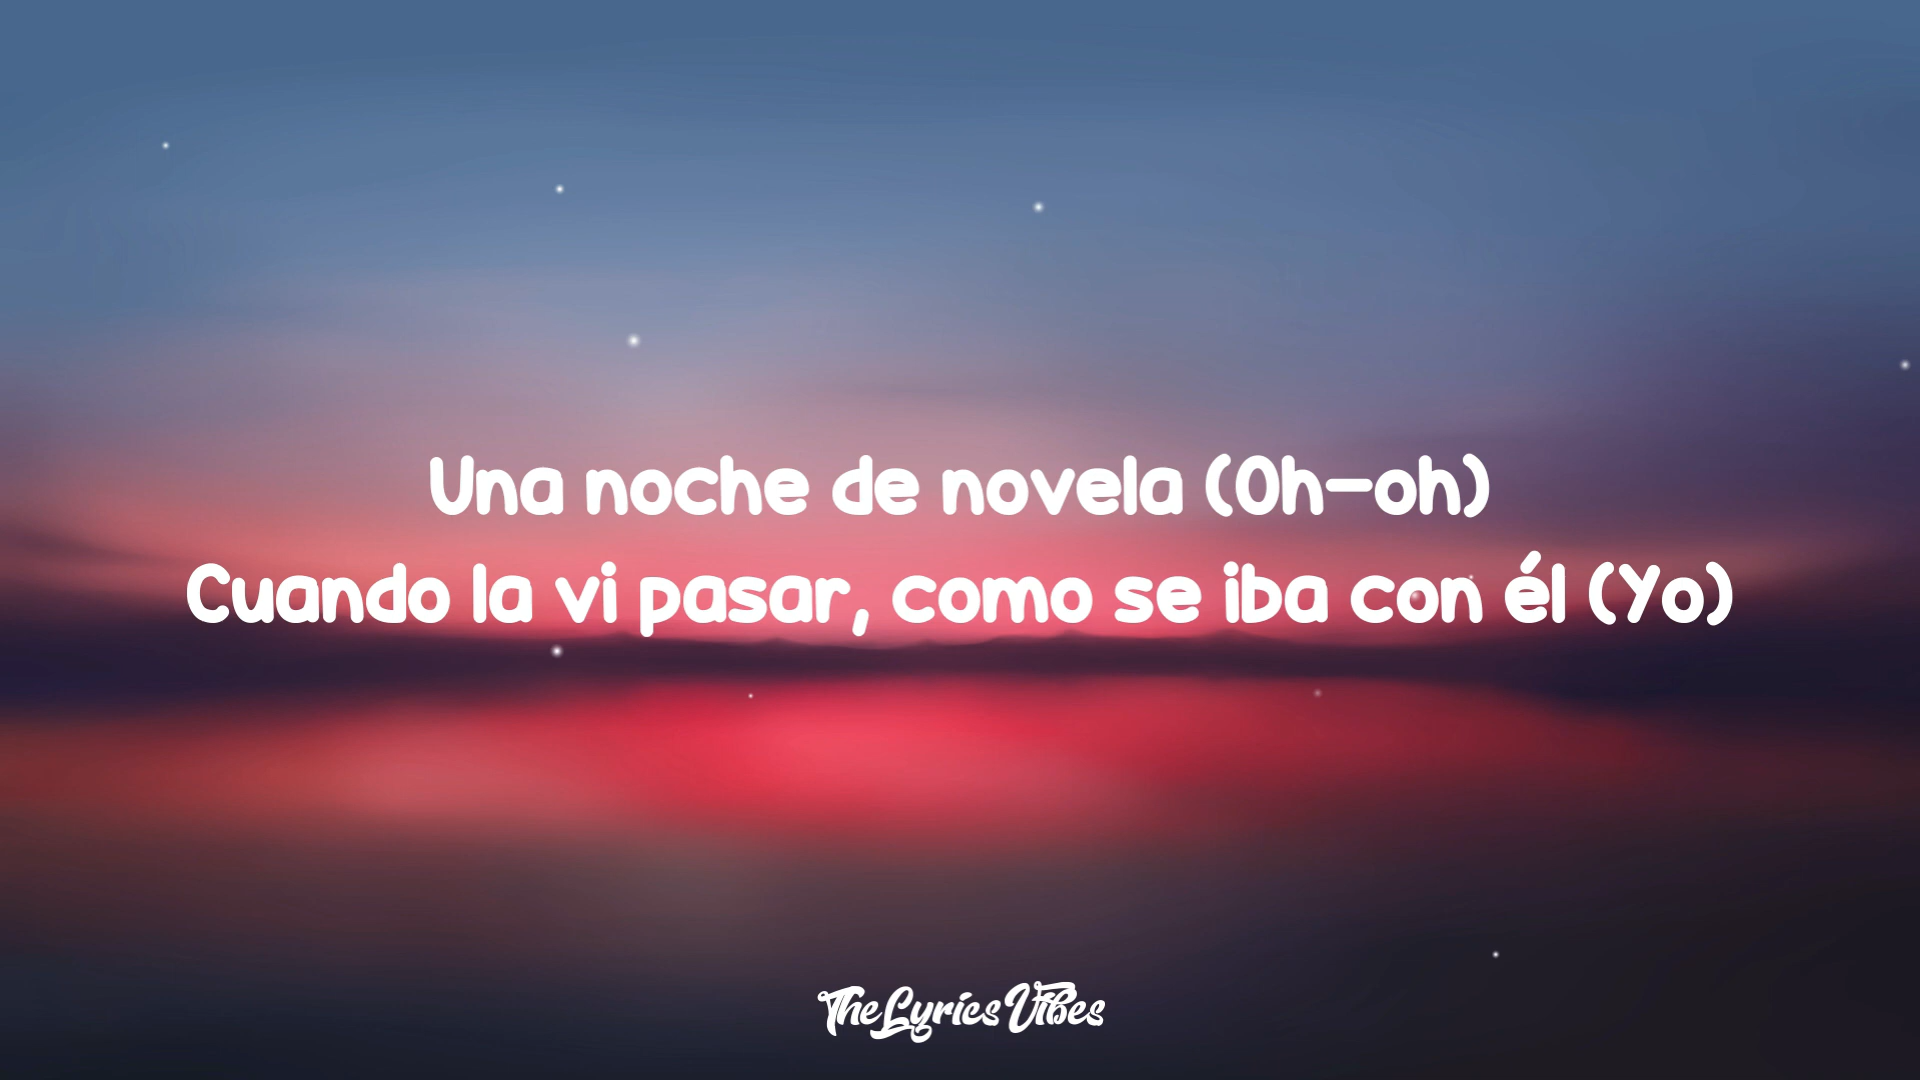 Una noche de novela (Oh-oh)
Cuando la vi pasar, como se iba con él (Yo)
The Lyrics Vibes